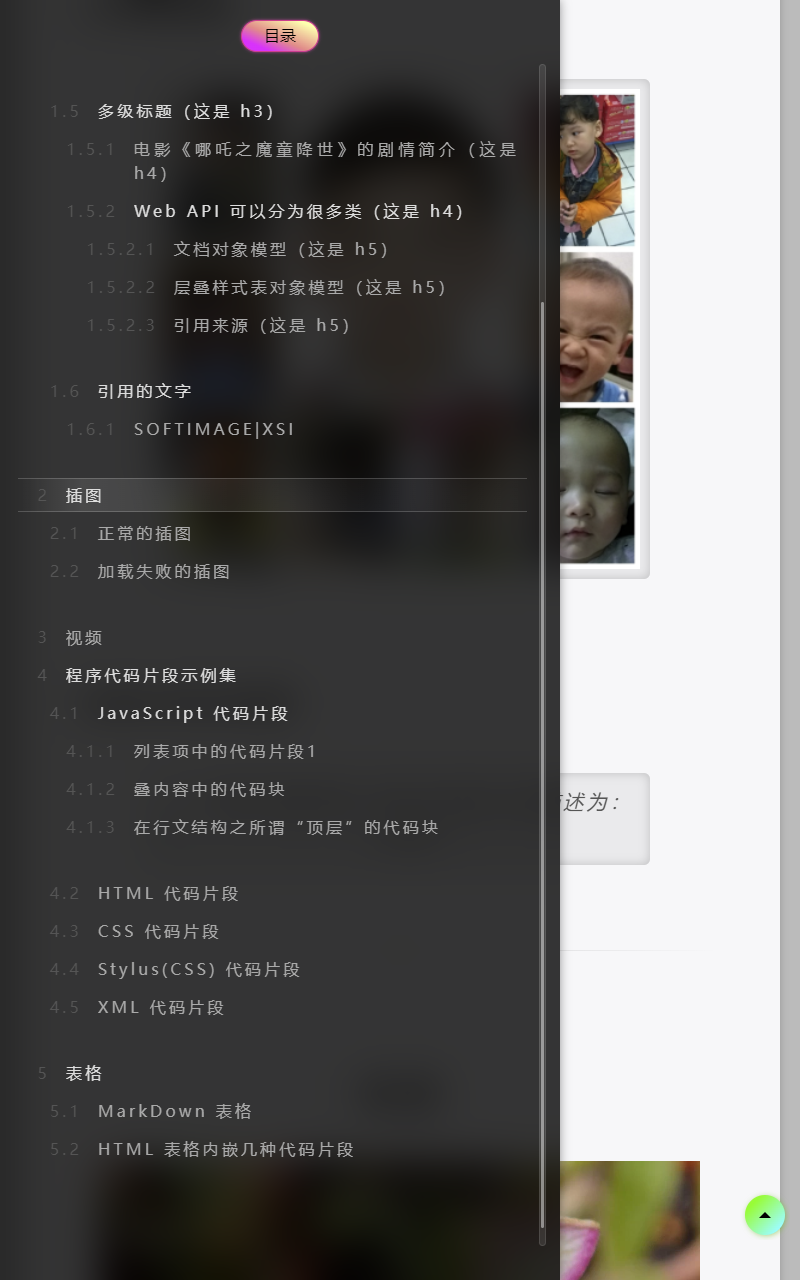 目录
1.5 多级标题（这是 h3）
1.5.1 电影《哪吒之魔童降世》的剧情简介（这是
h4）
1.5.2 Web API 可以分为很多类（这是 h4）
1.5.2.1 文档对象模型（这是 h5）
1.5.2.2 层叠样式表对象模型（这是 h5）
1.5.2.3 引用来源（这是 h5）
1.6 引用的文字
1.6.1 SOFTIMAGE|XSI
2 插图
2.1 正常的插图
2.2 加载失败的插图
3 视频
4 程序代码片段示例集
4.1 JavaScript 代码片段
4.1.1 列表项中的代码片段1
4.1.2 叠内容中的代码块
述为：
4.1.3 在行文结构之所谓“顶层”的代码块
4.2 HTML 代码片段
4.3 CSS 代码片段
4.4 Stylus(CSS) 代码片段
4.5 XML 代码片段
5 表格
5.1 MarkDown 表格
5.2 HTML 表格内嵌几种代码片段